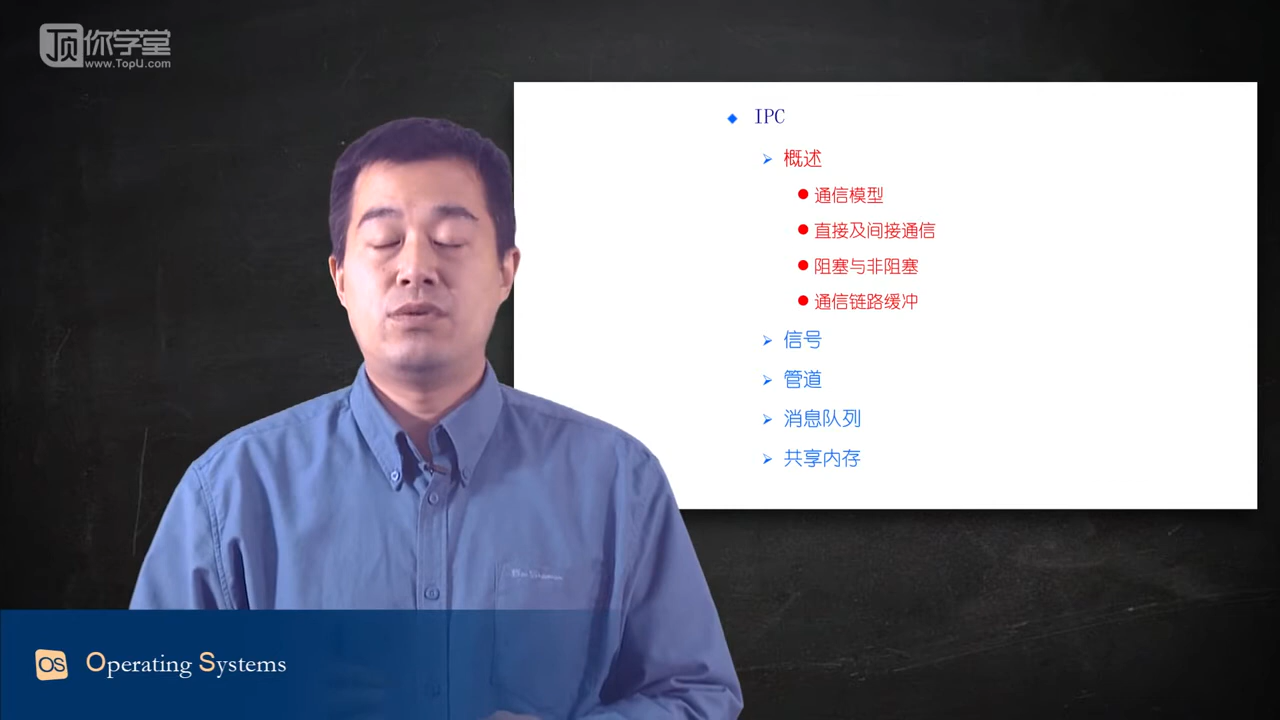 顶你学堂
www.TopU.com
IPC
概述
通信模型
直接及间接通信
阻塞与非阻塞
通信链路缓冲
信号
管道
消息队列
共享内存
OS Operating Systems